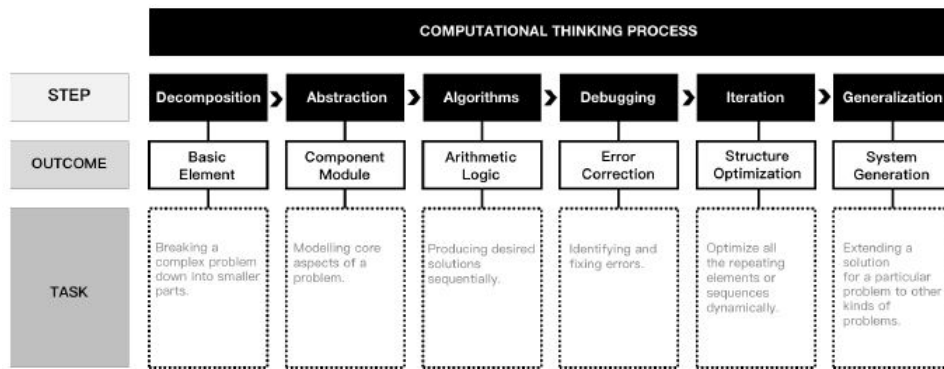 COMPUTATIONAL THINKING PROCESS
STEP
Decomposition
Abstraction
Algorithms
Debugging
Iteration
Generalization
OUTCOME
Basic
Element
Component
Module
Arithmetic
Logic
Error
Correction
Structure
Optimization
System
Generation
TASK
Breaking a
complex problem
down into smaller
parts.
Modelling core
aspects of a
problem.
Producing desired
solutions
sequentially.
Identifying and
fixing errors.
Optimize all
the repeating
elements or
sequences
dynamically.
Extending a
solution
for a particular
problem to other
kinds of
problems.